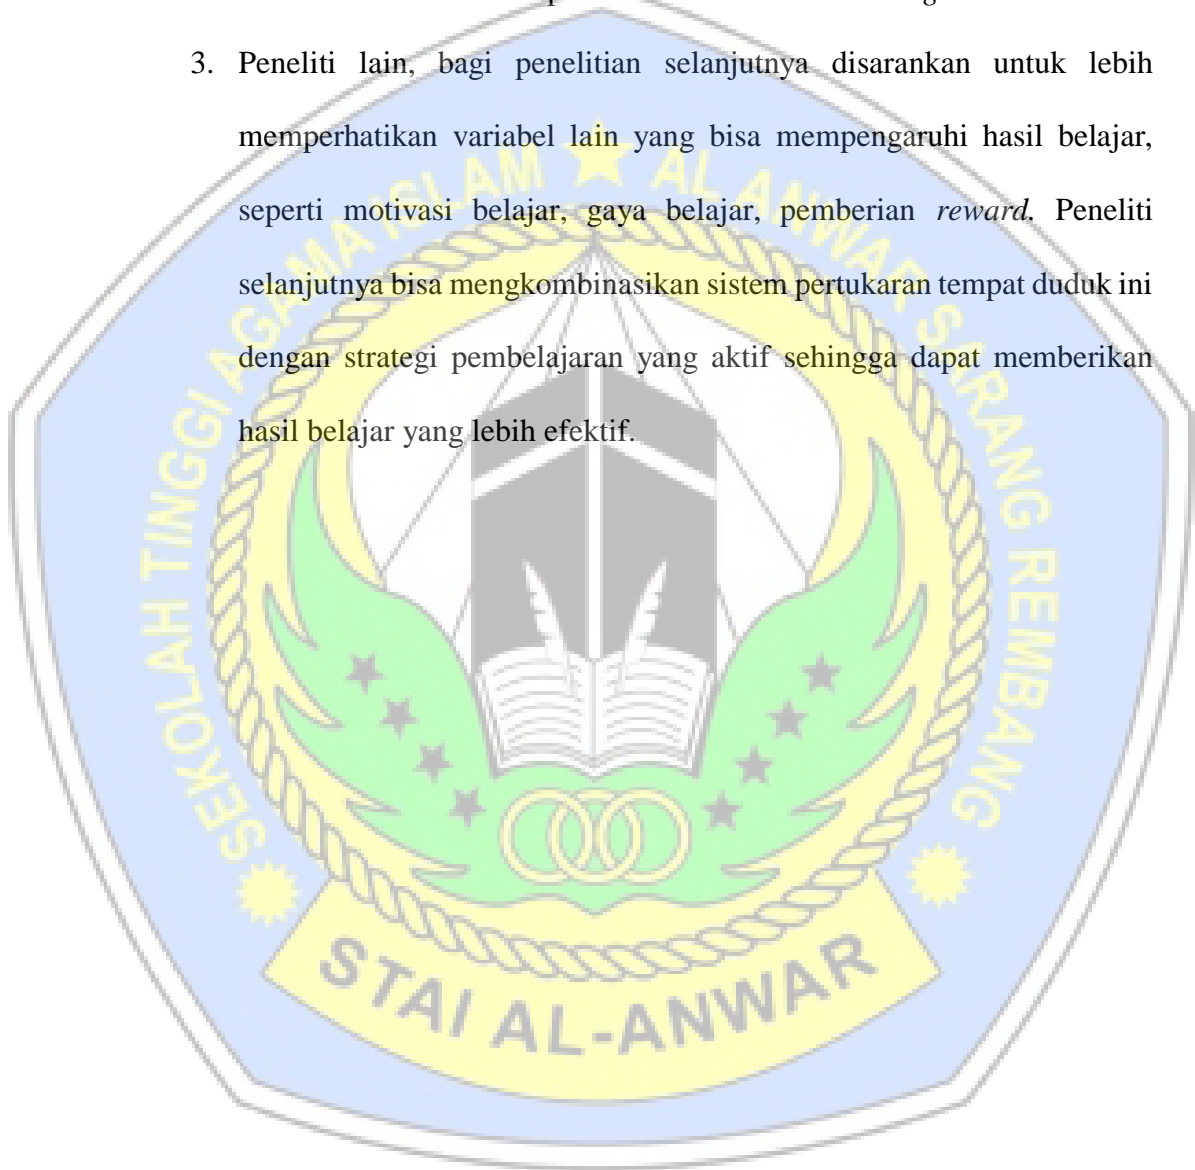 3. Peneliti lain, bagi penelitian selanjutnya disarankan untuk lebih
memperhatikan variabel lain yang bisa mempengaruhi hasil belajar,
seperti motivasi belajar, gaya belajar, pemberian reward. Peneliti
selanjutnya bisa mengkombinasikan sistem pertukaran tempat duduk ini
dengan strategi pembelajaran yang aktif sehingga dapat memberikan
hasil belajar yang lebih efektif.
SEKOLAH TINGGI AGAMA ISLAM ★ AL ANWAR SARANG REMBANG
STAI AL-ANWAR